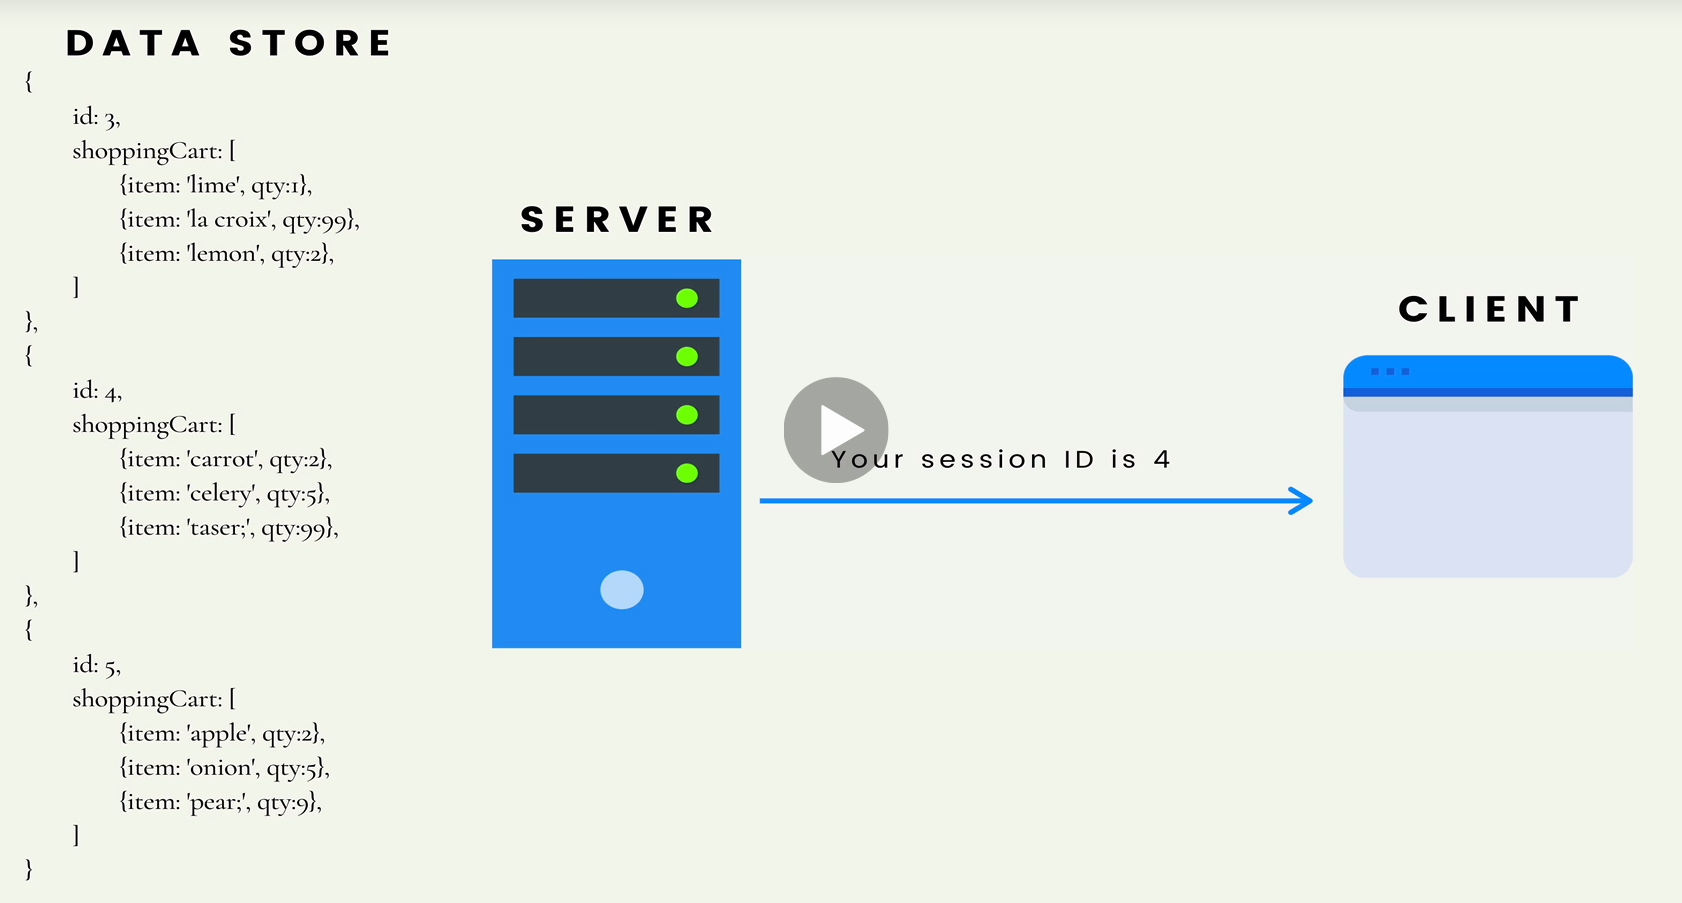 DATA STORE
{
id: 3,
shoppingCart: [
{item: 'lime', qty:1},
{item: 'la croix', qty:99},
{item: 'lemon', qty:2},
]
},
{
id: 4,
shoppingCart: [
{item: 'carrot', qty:2},
{item: 'celery', qty:5},
{item: 'taser;', qty:99},
]
},
{
id: 5,
shoppingCart: [
{item: 'apple', qty:2},
{item: 'onion', qty:5},
{item: 'pear;', qty:9},
]
}
SERVER
Your session ID is 4
CLIENT